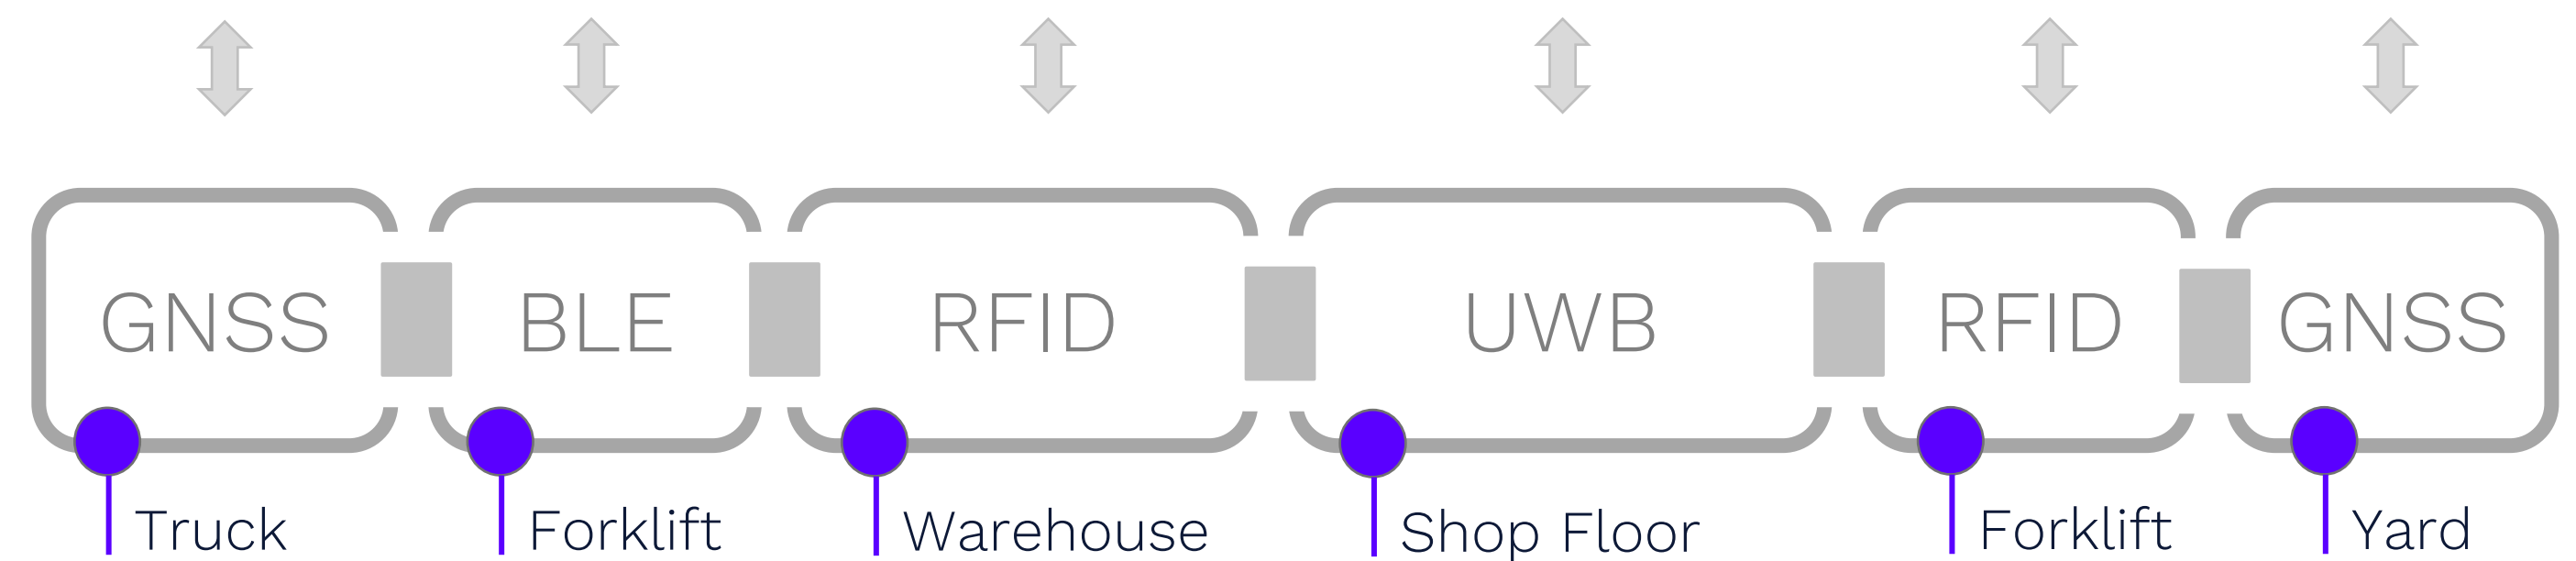 GNSS BLE RFID UWB RFID GNSS
Truck Forklift Warehouse Shop Floor Forklift Yard